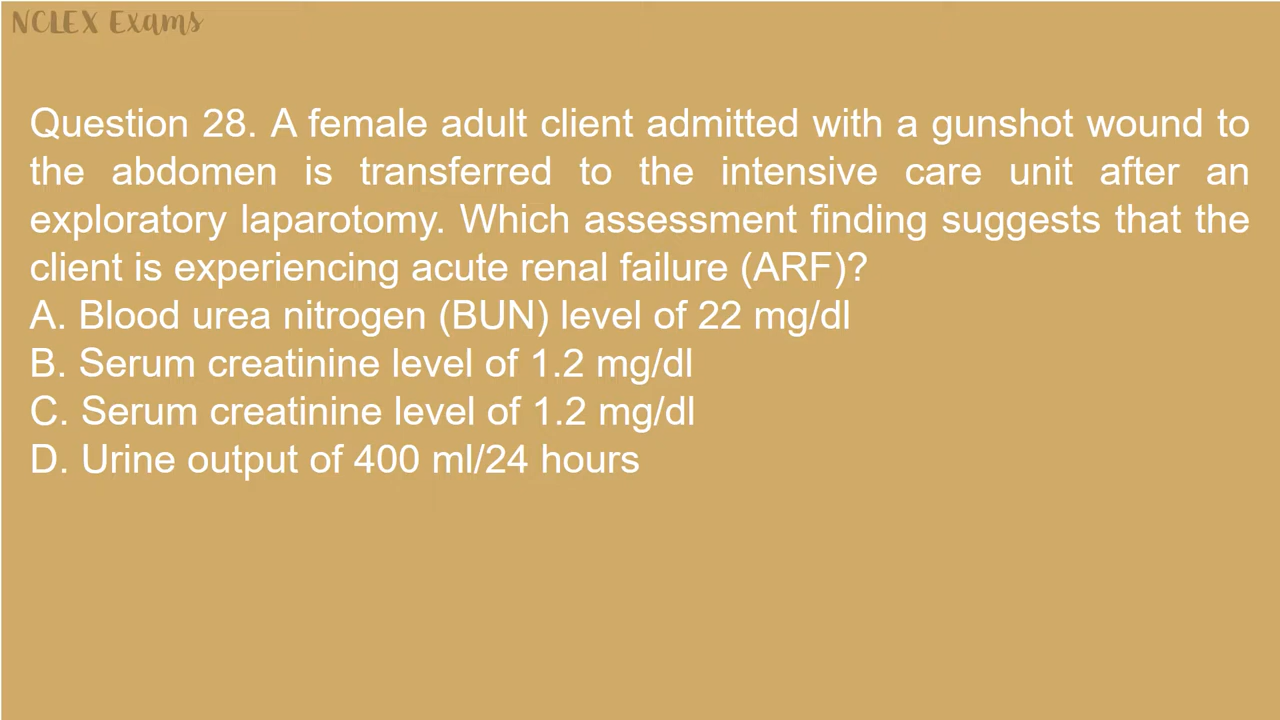 NCLEX Exams
Question 28. A female adult client admitted with a gunshot wound to
the abdomen is transferred to the intensive care unit after an
exploratory laparotomy. Which assessment finding suggests that the
client is experiencing acute renal failure (ARF)?
A. Blood urea nitrogen (BUN) level of 22 mg/dl
B. Serum creatinine level of 1.2 mg/dl
C. Serum creatinine level of 1.2 mg/dl
D. Urine output of 400 ml/24 hours